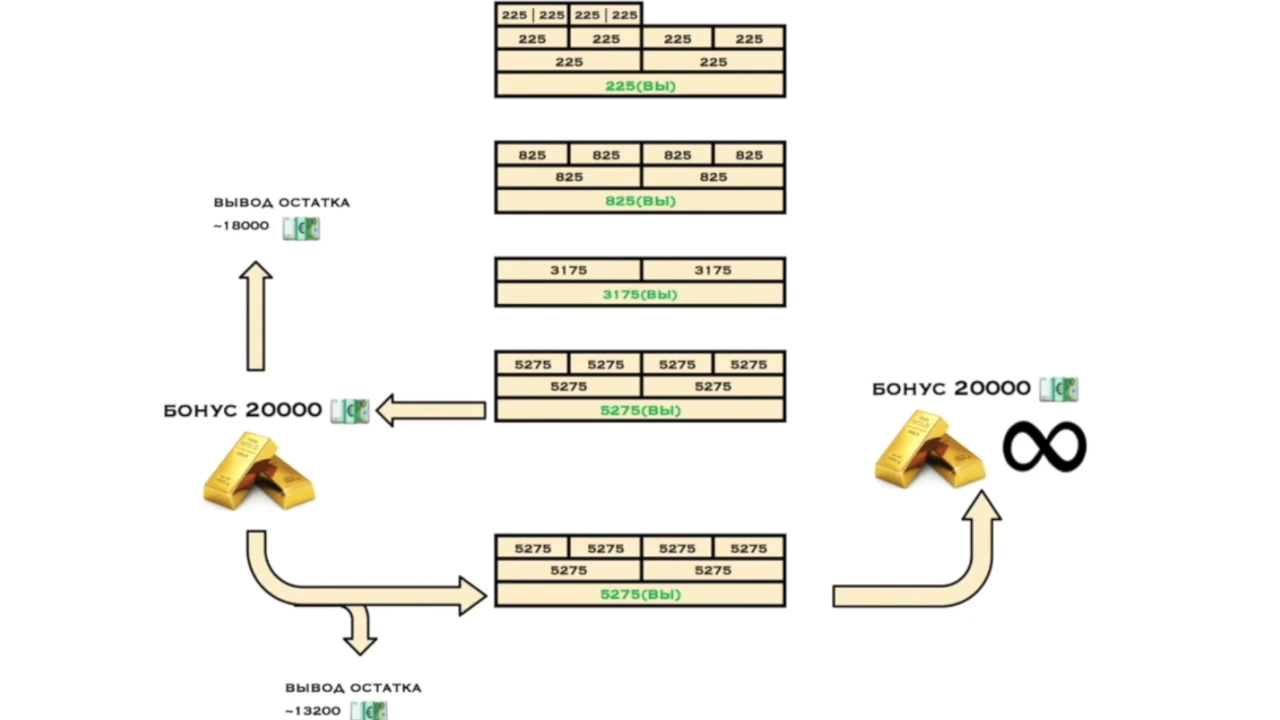 225 | 225 225 | 225
225 225 225 225
225 225
225(ВЫ)
825 825 825 825
825 825
825(ВЫ)
ВЫВОД ОСТАТКА
~18000
3175 3175
3175(ВЫ)
5275 5275 5275 5275
5275 5275
5275(ВЫ)
БОНУС 20000
БОНУС 20000
5275 5275 5275 5275
5275 5275
5275(ВЫ)
ВЫВОД ОСТАТКА
~13200